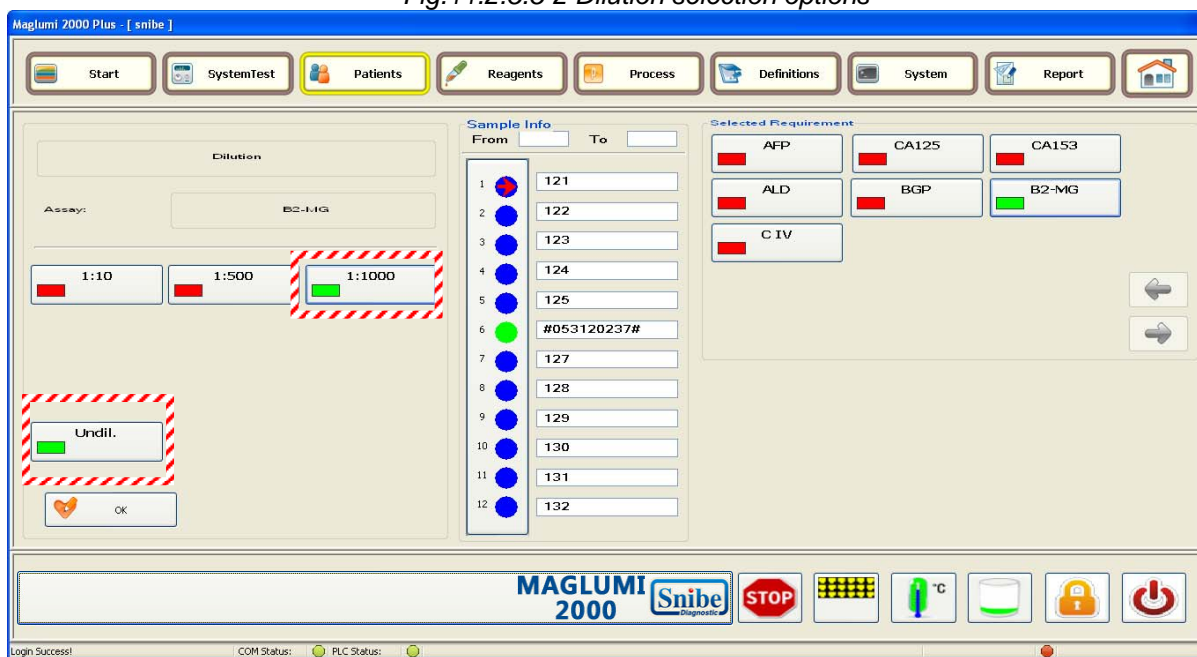 Fig.11.2.3.3-2 Dilution selection options
Maglumi 2000 Plus - [ snibe ]
Start
SystemTest
Patients
Reagents
Process
Definitions
System
Report
Dilution
Assay:
B2-MG
1:10
1:500
1:1000
Undil.
OK
Sample Info
From To
1 121
2 122
3 123
4 124
5 125
6 #053120237#
7 127
8 128
9 129
10 130
11 131
12 132
Selected Requirement
AFP
CA125
CA153
ALD
BGP
B2-MG
C IV
MAGLUMI
2000
Snibe
Diagnostic
STOP
°C
Login Success!
COM Status:
PLC Status: